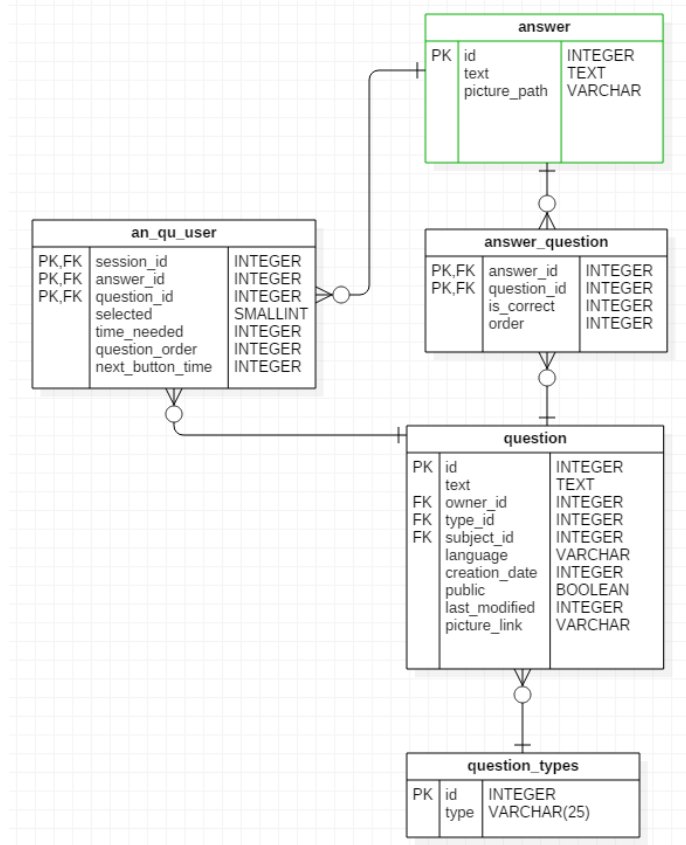 answer
PK id INTEGER
text TEXT
picture_path VARCHAR
an_qu_user
PK,FK session_id INTEGER
PK,FK answer_id INTEGER
PK,FK question_id INTEGER
selected SMALLINT
time_needed INTEGER
question_order INTEGER
next_button_time INTEGER
answer_question
PK,FK answer_id INTEGER
PK,FK question_id INTEGER
is_correct INTEGER
order INTEGER
question
PK id INTEGER
text TEXT
FK owner_id INTEGER
FK type_id INTEGER
FK subject_id INTEGER
language VARCHAR
creation_date INTEGER
public BOOLEAN
last_modified INTEGER
picture_link VARCHAR
question_types
PK id INTEGER
type VARCHAR(25)